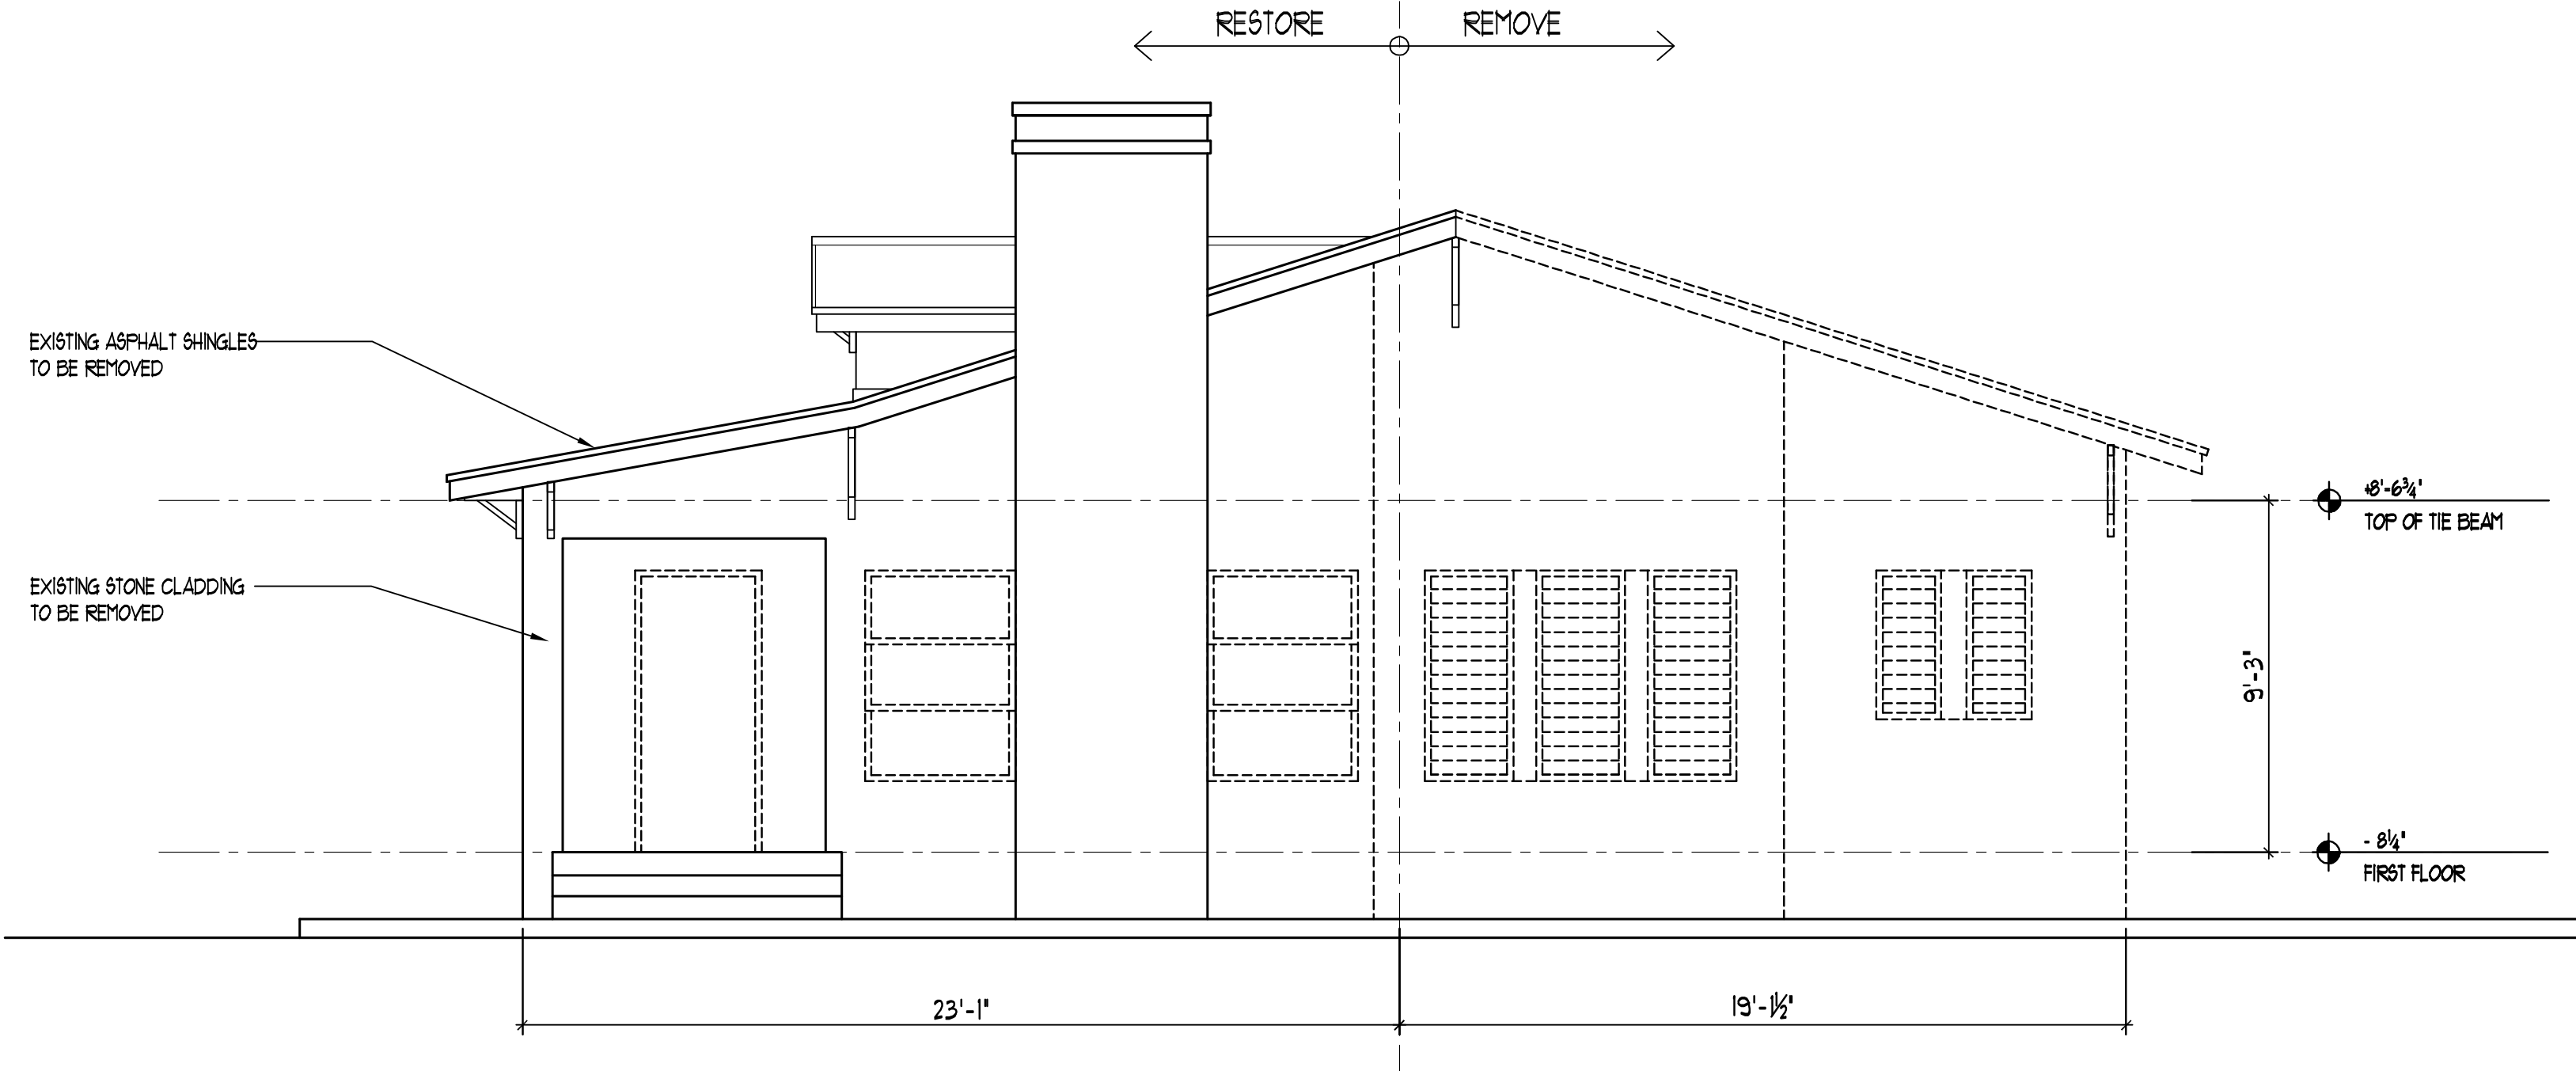 RESTORE REMOVE
EXISTING ASPHALT SHINGLES
TO BE REMOVED
+8'-6¾"
TOP OF TIE BEAM
EXISTING STONE CLADDING
TO BE REMOVED
9'-3"
- 8¼"
FIRST FLOOR
23'-1"
19'-1½"